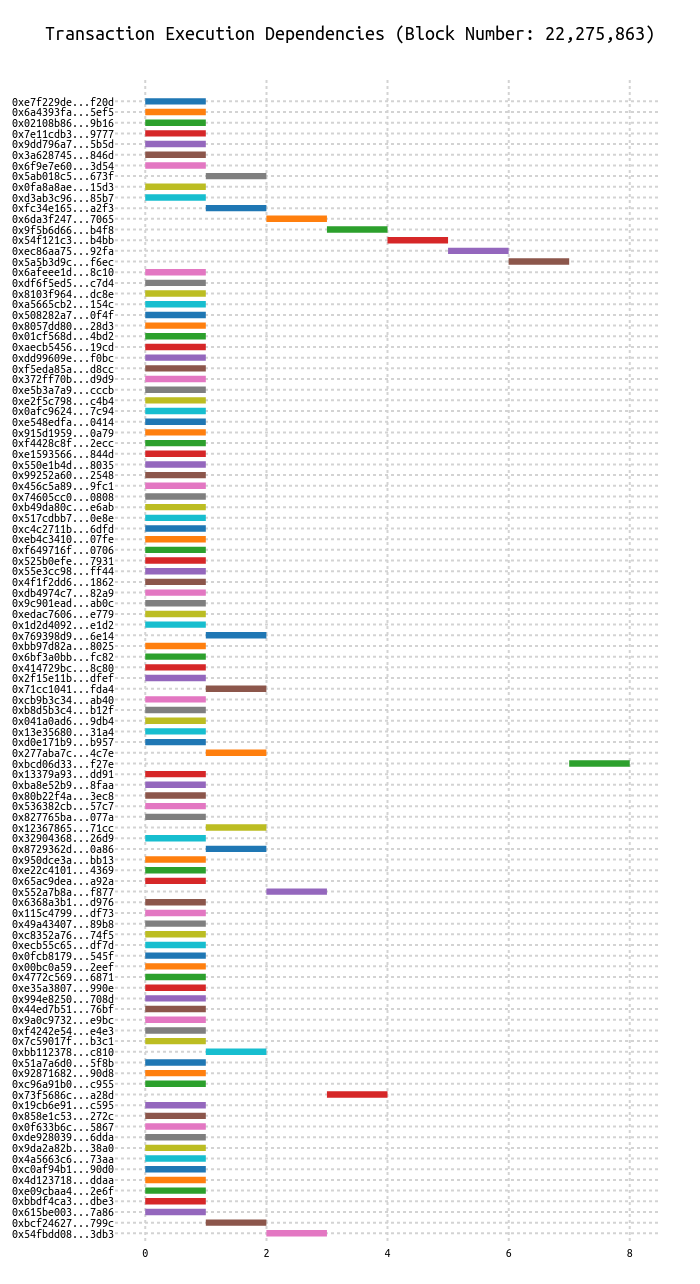 Transaction Execution Dependencies (Block Number: 22,275,863)
0xe7f229de...f20d
0x6a4393fa...5ef5
0x02108b86...9b16
0x7e11cdb3...9777
0x9dd796a7...5b5d
0x3a628745...846d
0x6f9e7e60...3d54
0x5ab018c5...673f
0x0fa8a8ae...15d3
0xd3ab3c96...85b7
0xfc34e165...a2f3
0x6da3f247...7065
0x9f5b6d66...b4f8
0x54f121c3...b4bb
0xec86aa75...92fa
0x5a5b3d9c...f6ec
0x6afeee1d...8c10
0xdf6f5ed5...c7d4
0x8103f964...dc8e
0xa5665cb2...154c
0x508282a7...0f4f
0x8057dd80...28d3
0x01cf568d...4bd2
0xaecb5456...19cd
0xdd99609e...f0bc
0xf5eda85a...d8cc
0x372ff70b...d9d9
0xe5b3a7a9...cccb
0xe2f5c798...c4b4
0x0afc9624...7c94
0xe548edfa...0414
0x915d1959...0a79
0xf4428c8f...2ecc
0xe1593566...844d
0x550e1b4d...8035
0x99252a60...2548
0x456c5a89...9fc1
0x74605cc0...0808
0xb49da80c...e6ab
0x517cdbb7...0e8e
0xc4c2711b...6dfd
0xeb4c3410...07fe
0xf649716f...0706
0x525b0efe...7931
0x55e3cc98...ff44
0x4f1f2dd6...1862
0xdb4974c7...82a9
0x9c901ead...ab0c
0xedac7606...e779
0x1d2d4092...e1d2
0x769398d9...6e14
0xbb97d82a...8025
0x6bf3a0bb...fc82
0x414729bc...8c80
0x2f15e11b...dfef
0x71cc1041...fda4
0xcb9b3c34...ab40
0xb8d5b3c4...b12f
0x041a0ad6...9db4
0x13e35680...31a4
0xd0e171b9...b957
0x277aba7c...4c7e
0xbcd06d33...f27e
0x13379a93...dd91
0xba8e52b9...8faa
0x80b22f4a...3ec8
0x536382cb...57c7
0x827765ba...077a
0x12367865...71cc
0x32904368...26d9
0x8729362d...0a86
0x950dce3a...bb13
0xe22c4101...4369
0x65ac9dea...a92a
0x552a7b8a...f877
0x6368a3b1...d976
0x115c4799...df73
0x49a43407...89b8
0xc8352a76...74f5
0xecb55c65...df7d
0x0fcb8179...545f
0x00bc0a59...2eef
0x4772c569...6871
0xe35a3807...990e
0x994e8250...708d
0x44ed7b51...76bf
0x9a0c9732...e9bc
0xf4242e54...e4e3
0x7c59017f...b3c1
0xbb112378...c810
0x51a7a6d0...5f8b
0x92871682...90d8
0xc96a91b0...c955
0x73f5686c...a28d
0x19cb6e91...c595
0x858e1c53...272c
0x0f633b6c...5867
0xde928039...6dda
0x9da2a82b...38a0
0x4a5663c6...73aa
0xc0af94b1...90d0
0x4d123718...ddaa
0xe09cbaa4...2e6f
0xbbdf4ca3...dbe3
0x615be003...7a86
0xbcf24627...799c
0x54fbdd08...3db3
0 2 4 6 8